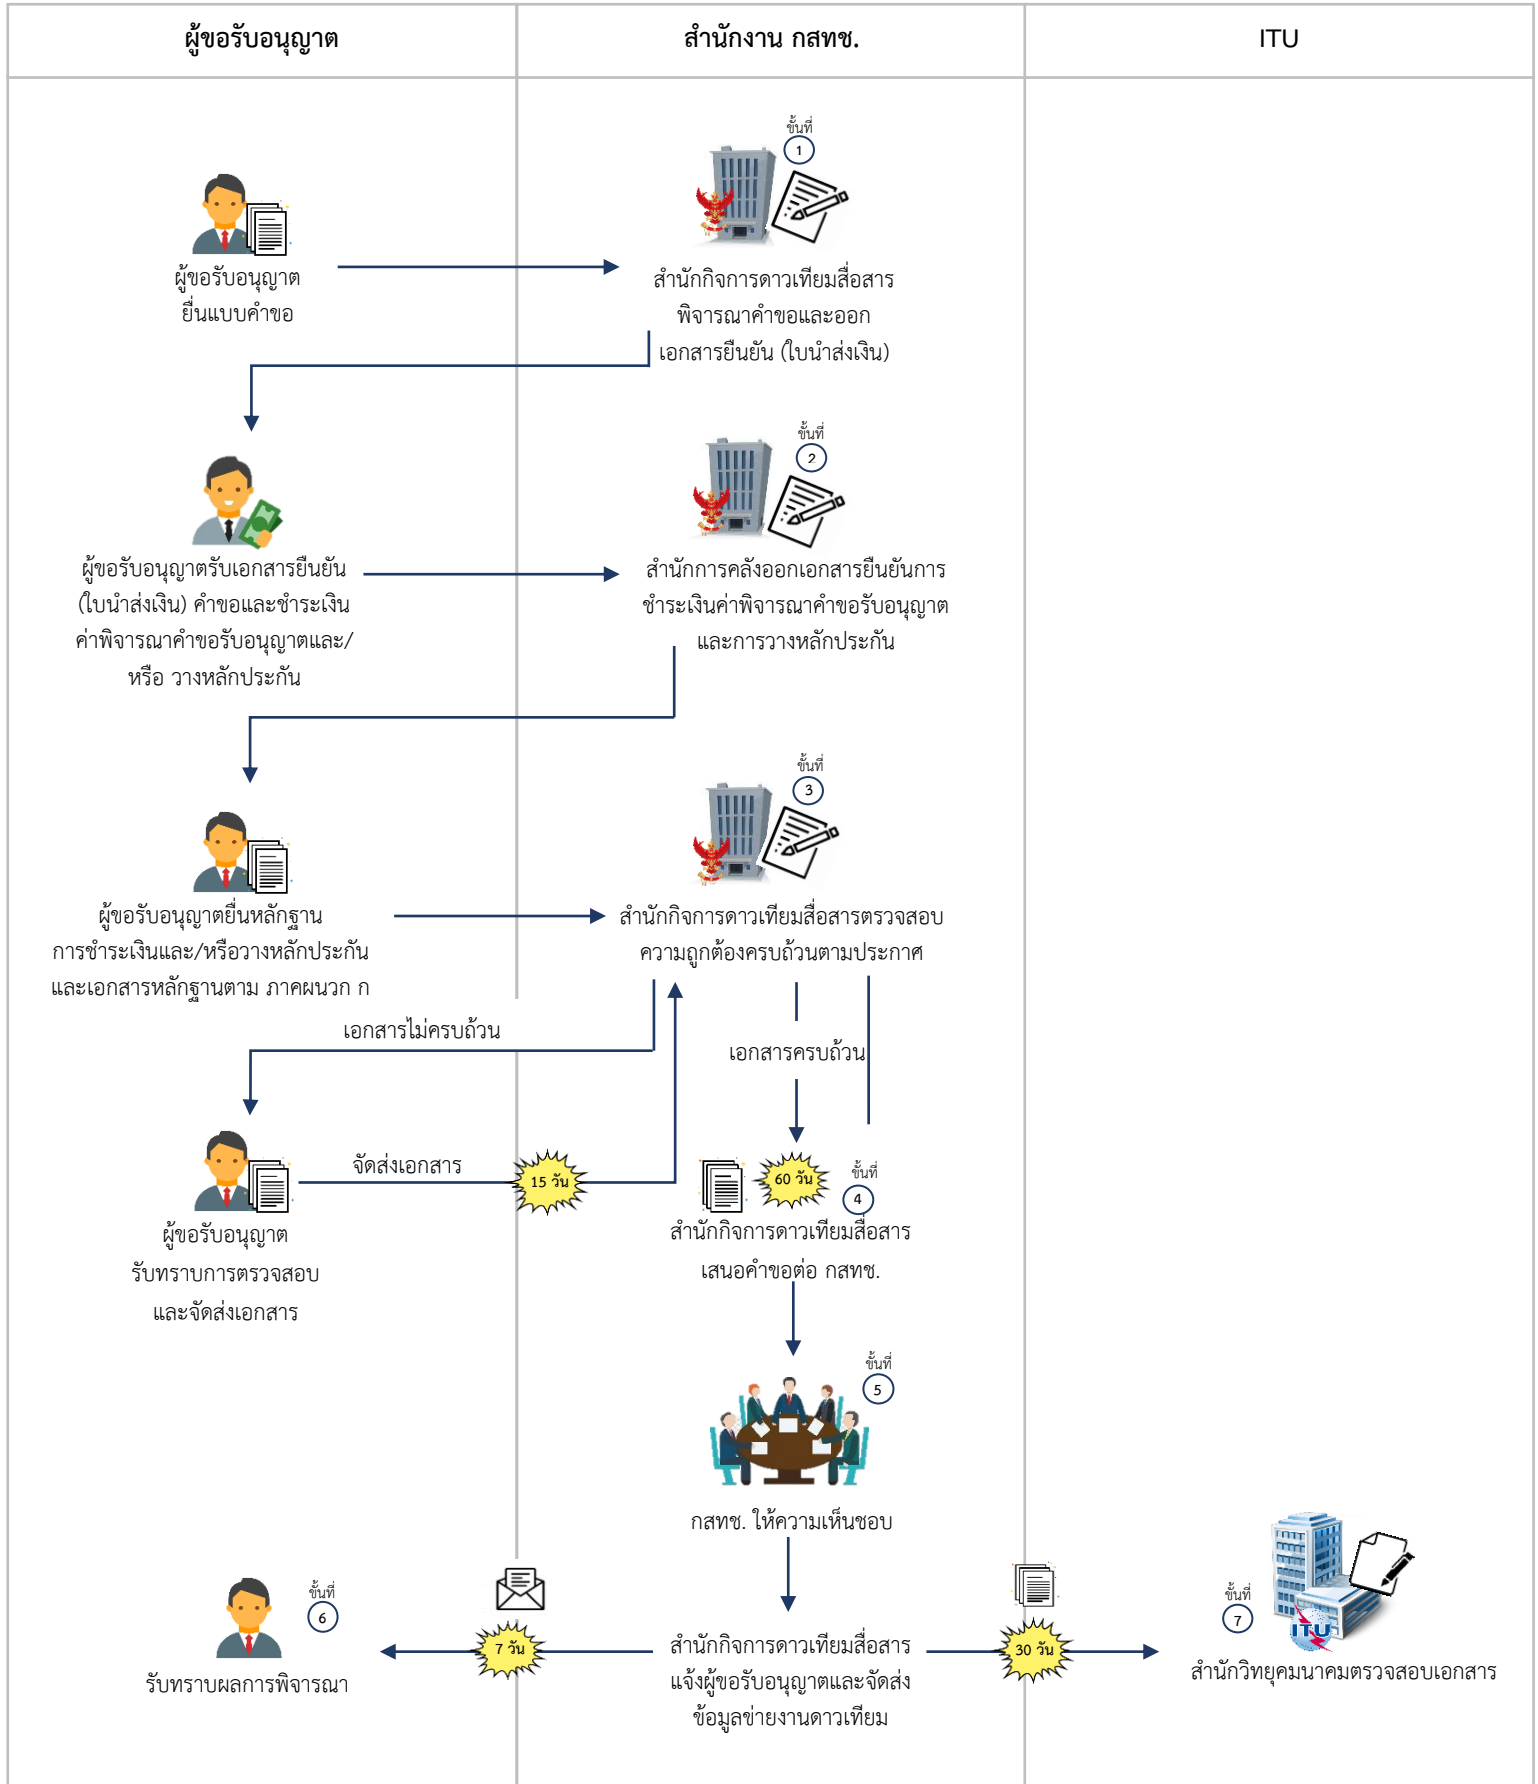 ผู้ขอรับอนุญาต
สำนักงาน กสทช.
ITU
ขั้นที่
1
ผู้ขอรับอนุญาต
ยื่นแบบคำขอ
สำนักกิจการดาวเทียมสื่อสาร
พิจารณาคำขอและออก
เอกสารยืนยัน (ใบนำส่งเงิน)
ขั้นที่
2
ผู้ขอรับอนุญาตรับเอกสารยืนยัน
(ใบนำส่งเงิน) คำขอและชำระเงิน
ค่าพิจารณาคำขอรับอนุญาตและ/
หรือ วางหลักประกัน
สำนักการคลังออกเอกสารยืนยันการ
ชำระเงินค่าพิจารณาคำขอรับอนุญาต
และการวางหลักประกัน
ขั้นที่
3
ผู้ขอรับอนุญาตยื่นหลักฐาน
การชำระเงินและ/หรือวางหลักประกัน
และเอกสารหลักฐานตาม ภาคผนวก ก
สำนักกิจการดาวเทียมสื่อสารตรวจสอบ
ความถูกต้องครบถ้วนตามประกาศ
เอกสารไม่ครบถ้วน
เอกสารครบถ้วน
จัดส่งเอกสาร
15 วัน
60 วัน
ขั้นที่
4
ผู้ขอรับอนุญาต
รับทราบการตรวจสอบ
และจัดส่งเอกสาร
สำนักกิจการดาวเทียมสื่อสาร
เสนอคำขอต่อ กสทช.
ขั้นที่
5
กสทช. ให้ความเห็นชอบ
ขั้นที่
6
รับทราบผลการพิจารณา
7 วัน
สำนักกิจการดาวเทียมสื่อสาร
แจ้งผู้ขอรับอนุญาตและจัดส่ง
ข้อมูลข่ายงานดาวเทียม
30 วัน
ขั้นที่
7
ITU
สำนักวิทยุคมนาคมตรวจสอบเอกสาร